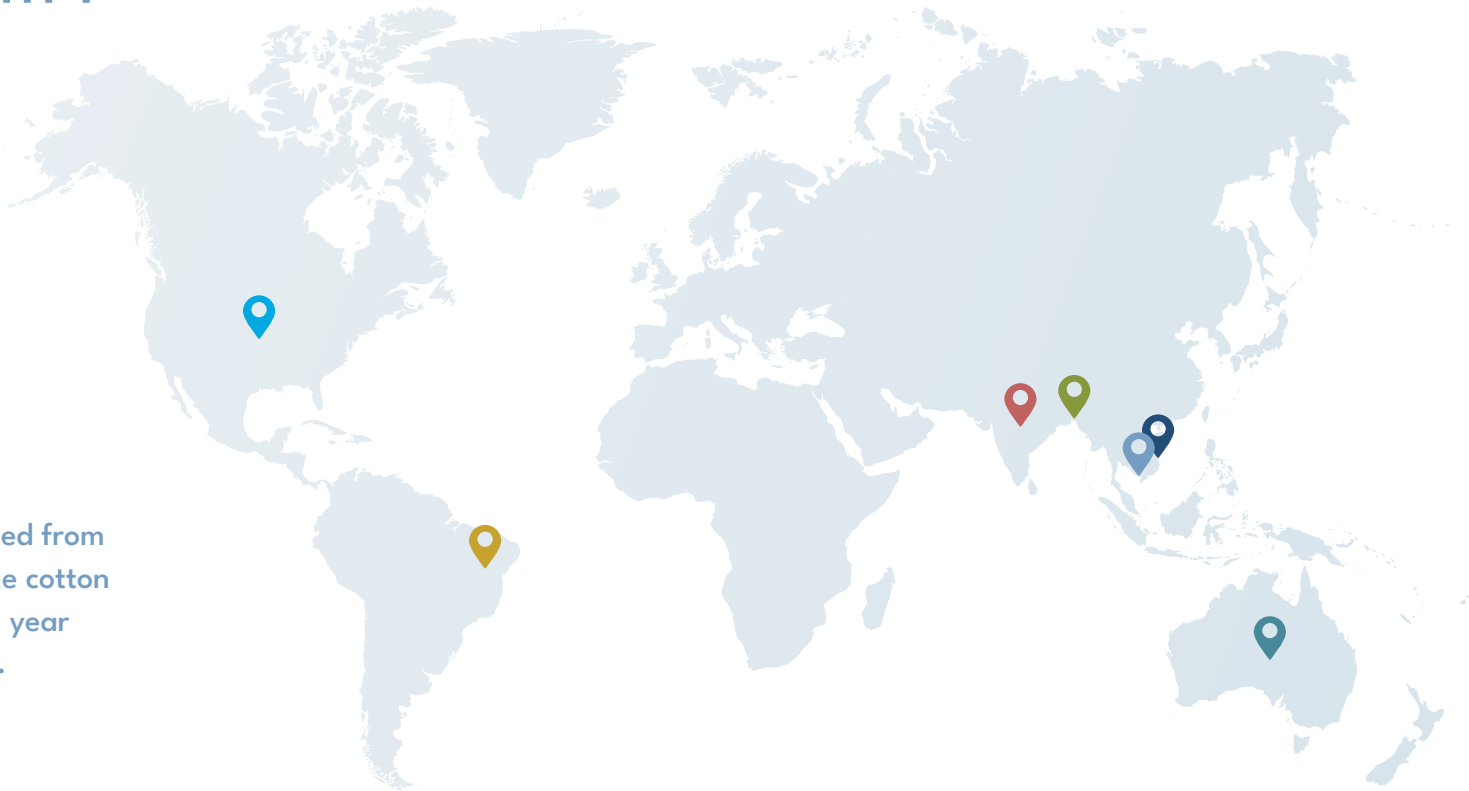 ed from
e cotton
year
.